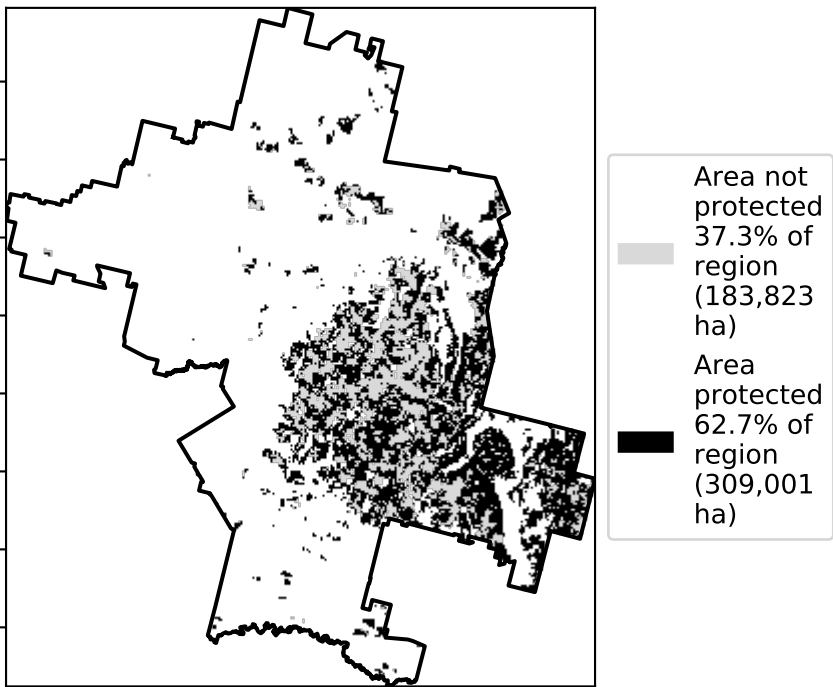 Area not
protected
37.3% of
region
(183,823
ha)
Area
protected
62.7% of
region
(309,001
ha)